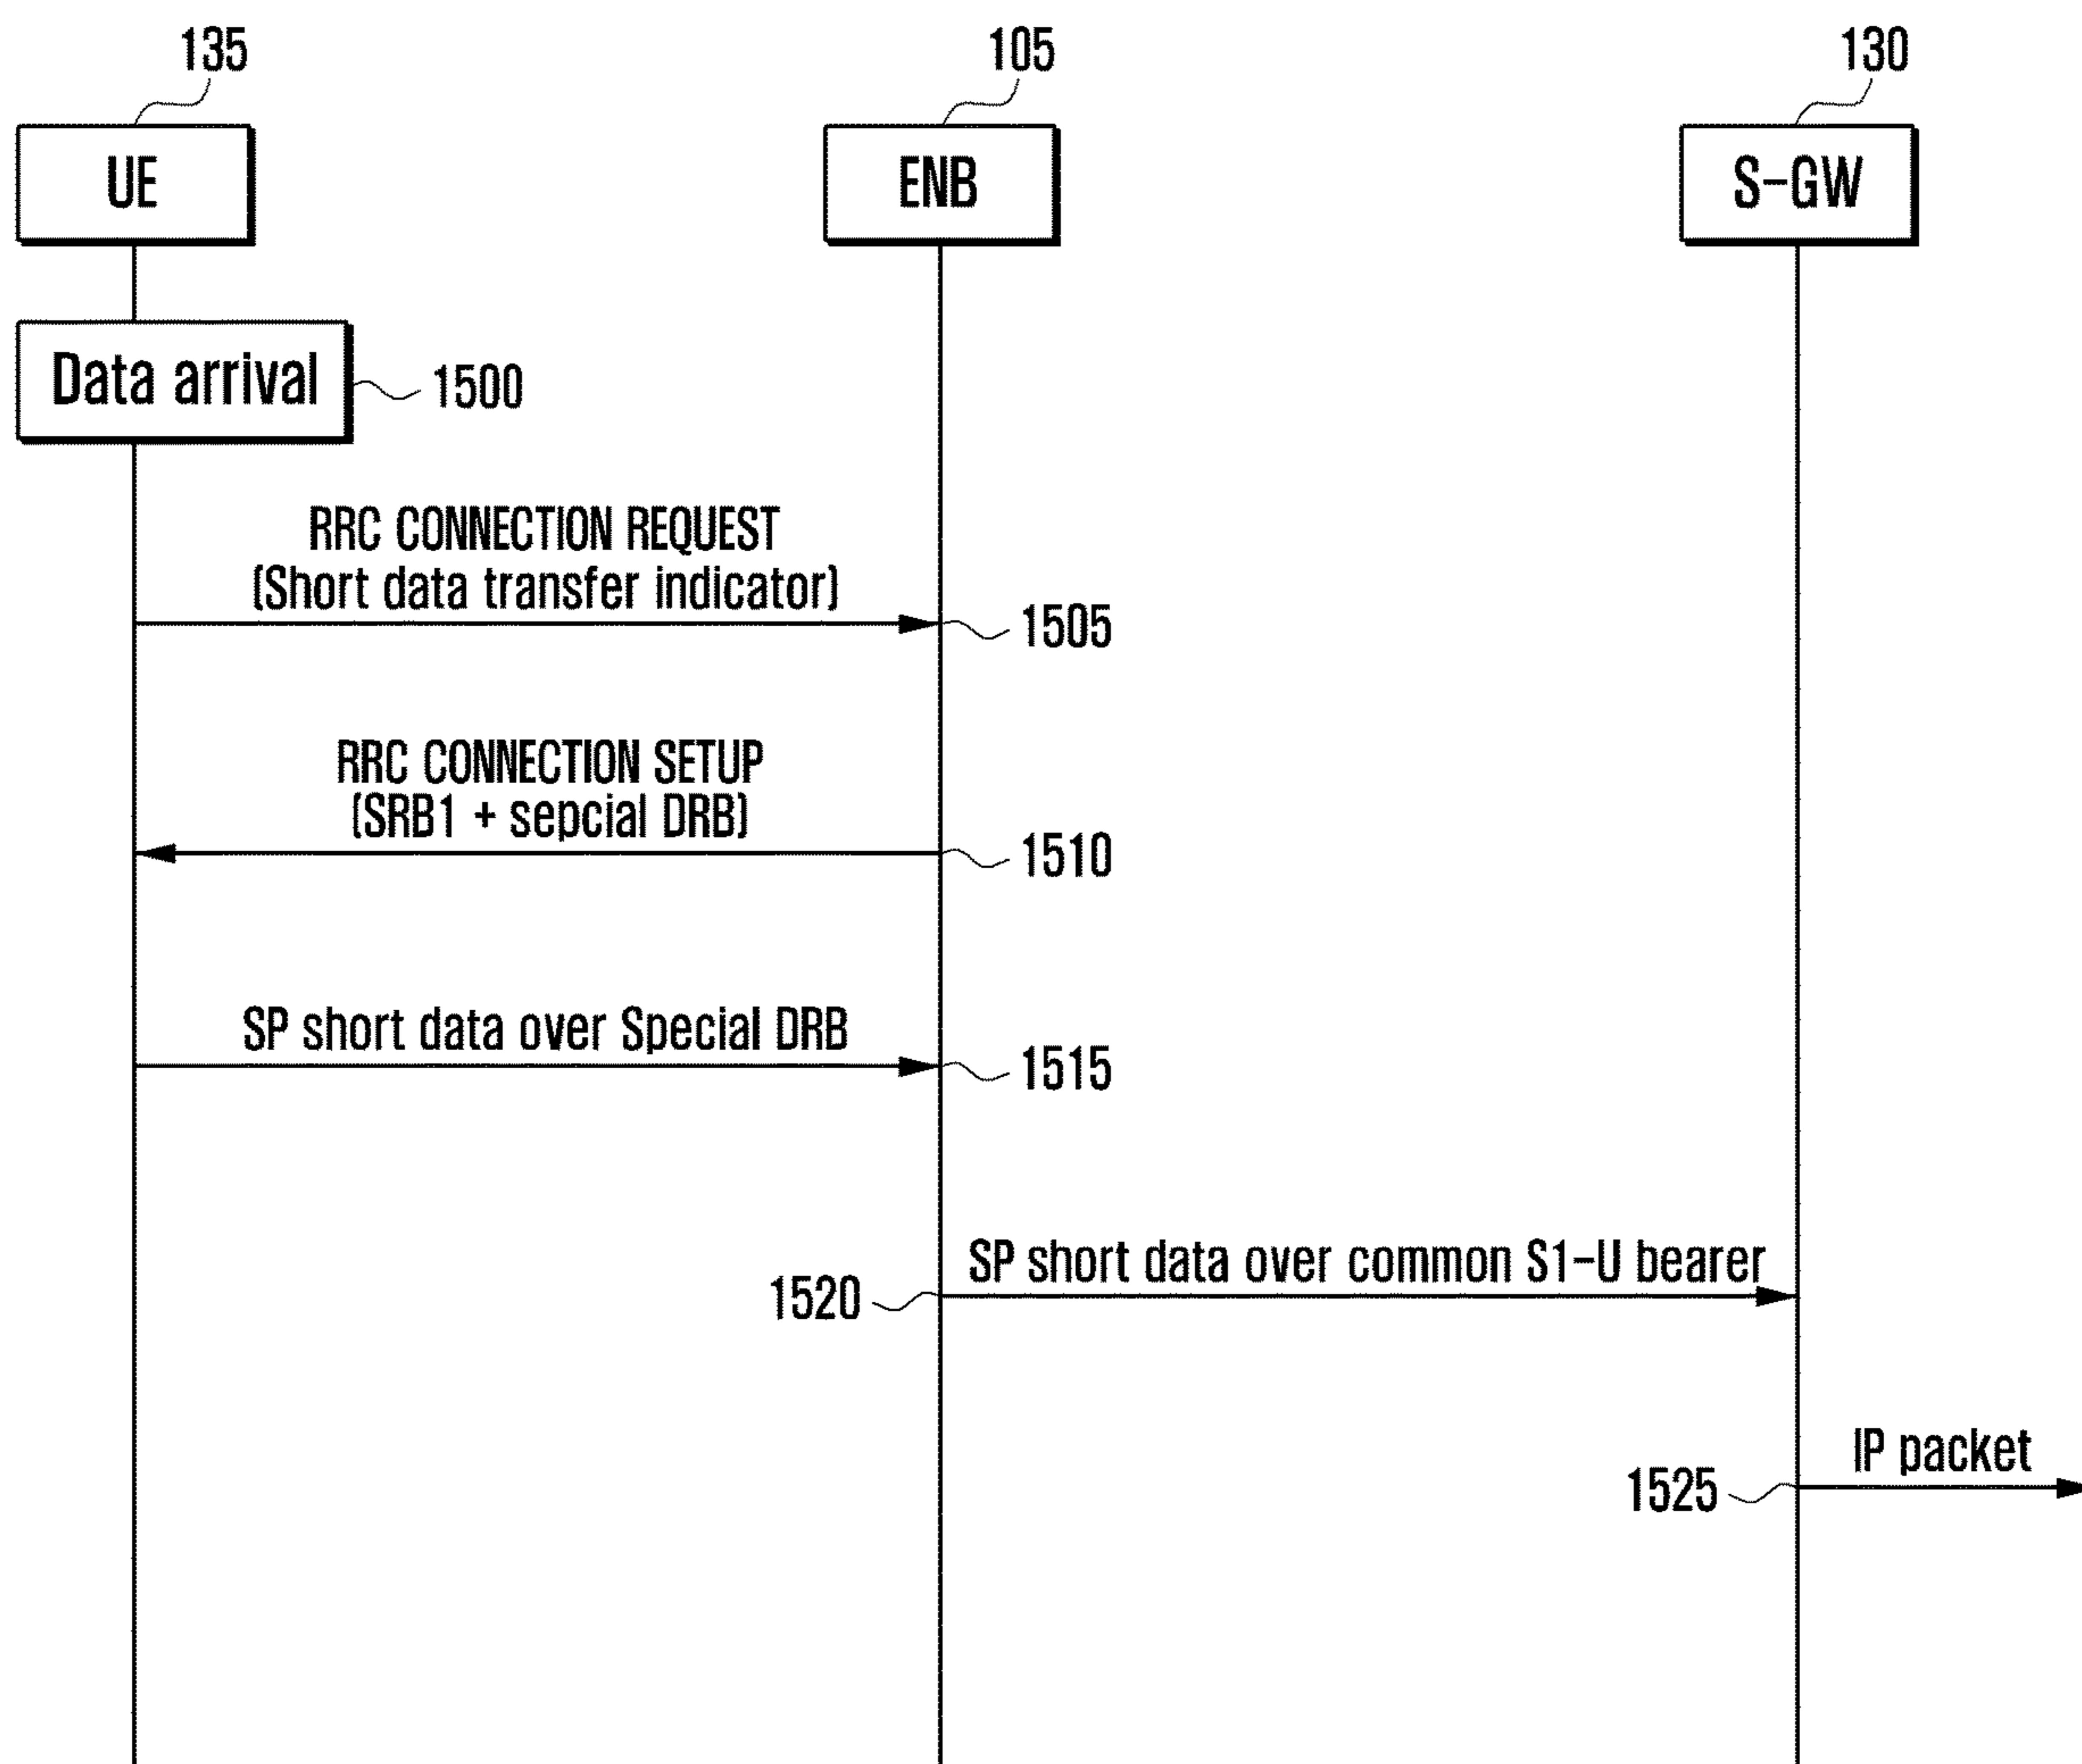 135
105
130
UE
ENB
S-GW
Data arrival
1500
RRC CONNECTION REQUEST
(Short data transfer indicator)
1505
RRC CONNECTION SETUP
(SRB1 + sepcial DRB)
1510
SP short data over Special DRB
1515
SP short data over common S1-U bearer
1520
IP packet
1525